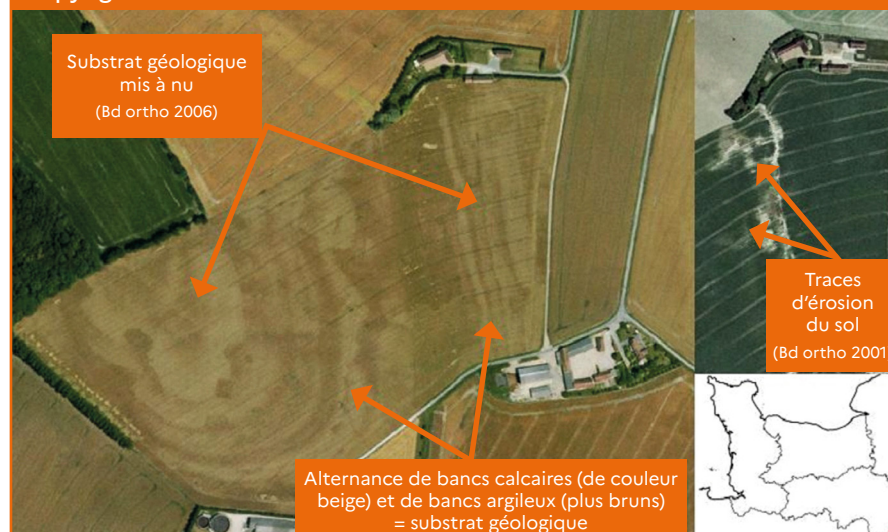 Substrat géologique
mis à nu
(Bd ortho 2006)
Traces
d'érosion
du sol
(Bd ortho 2001
Alternance de bancs calcaires (de couleur
beige) et de bancs argileux (plus bruns)
= substrat géologique